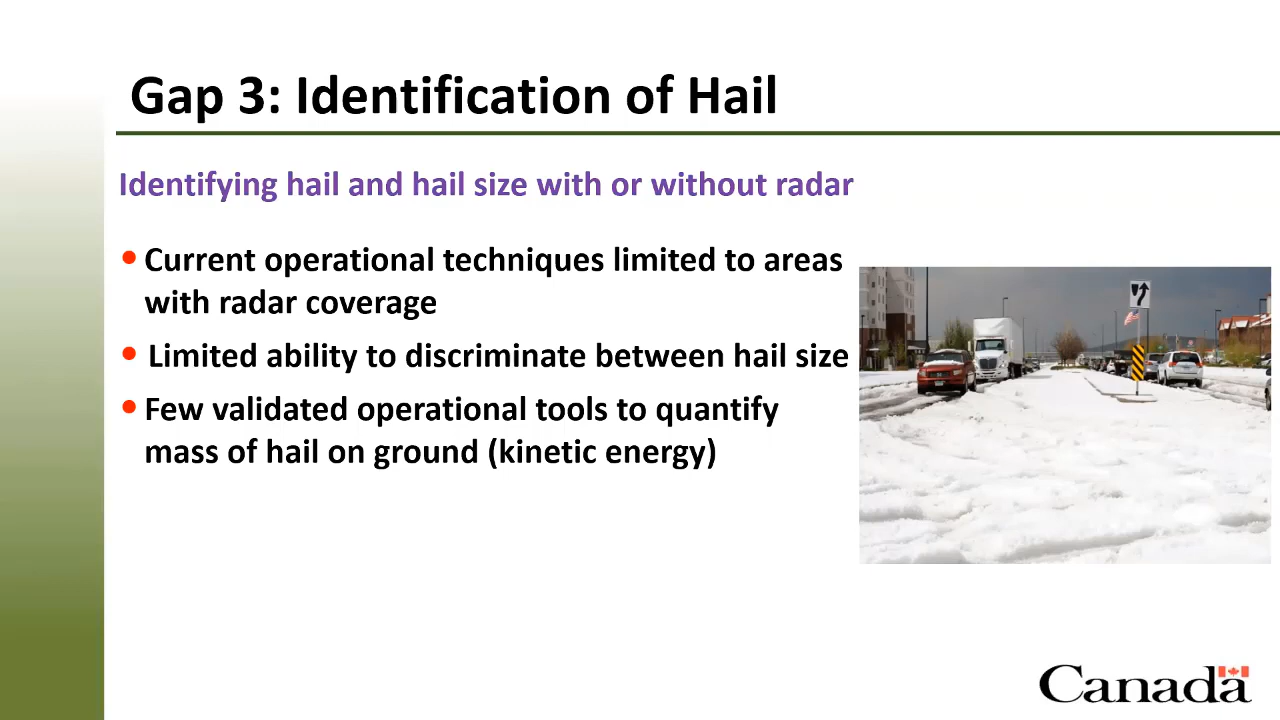 Gap 3: Identification of Hail
Identifying hail and hail size with or without radar
• Current operational techniques limited to areas
with radar coverage
• Limited ability to discriminate between hail size
• Few validated operational tools to quantify
mass of hail on ground (kinetic energy)
Canada